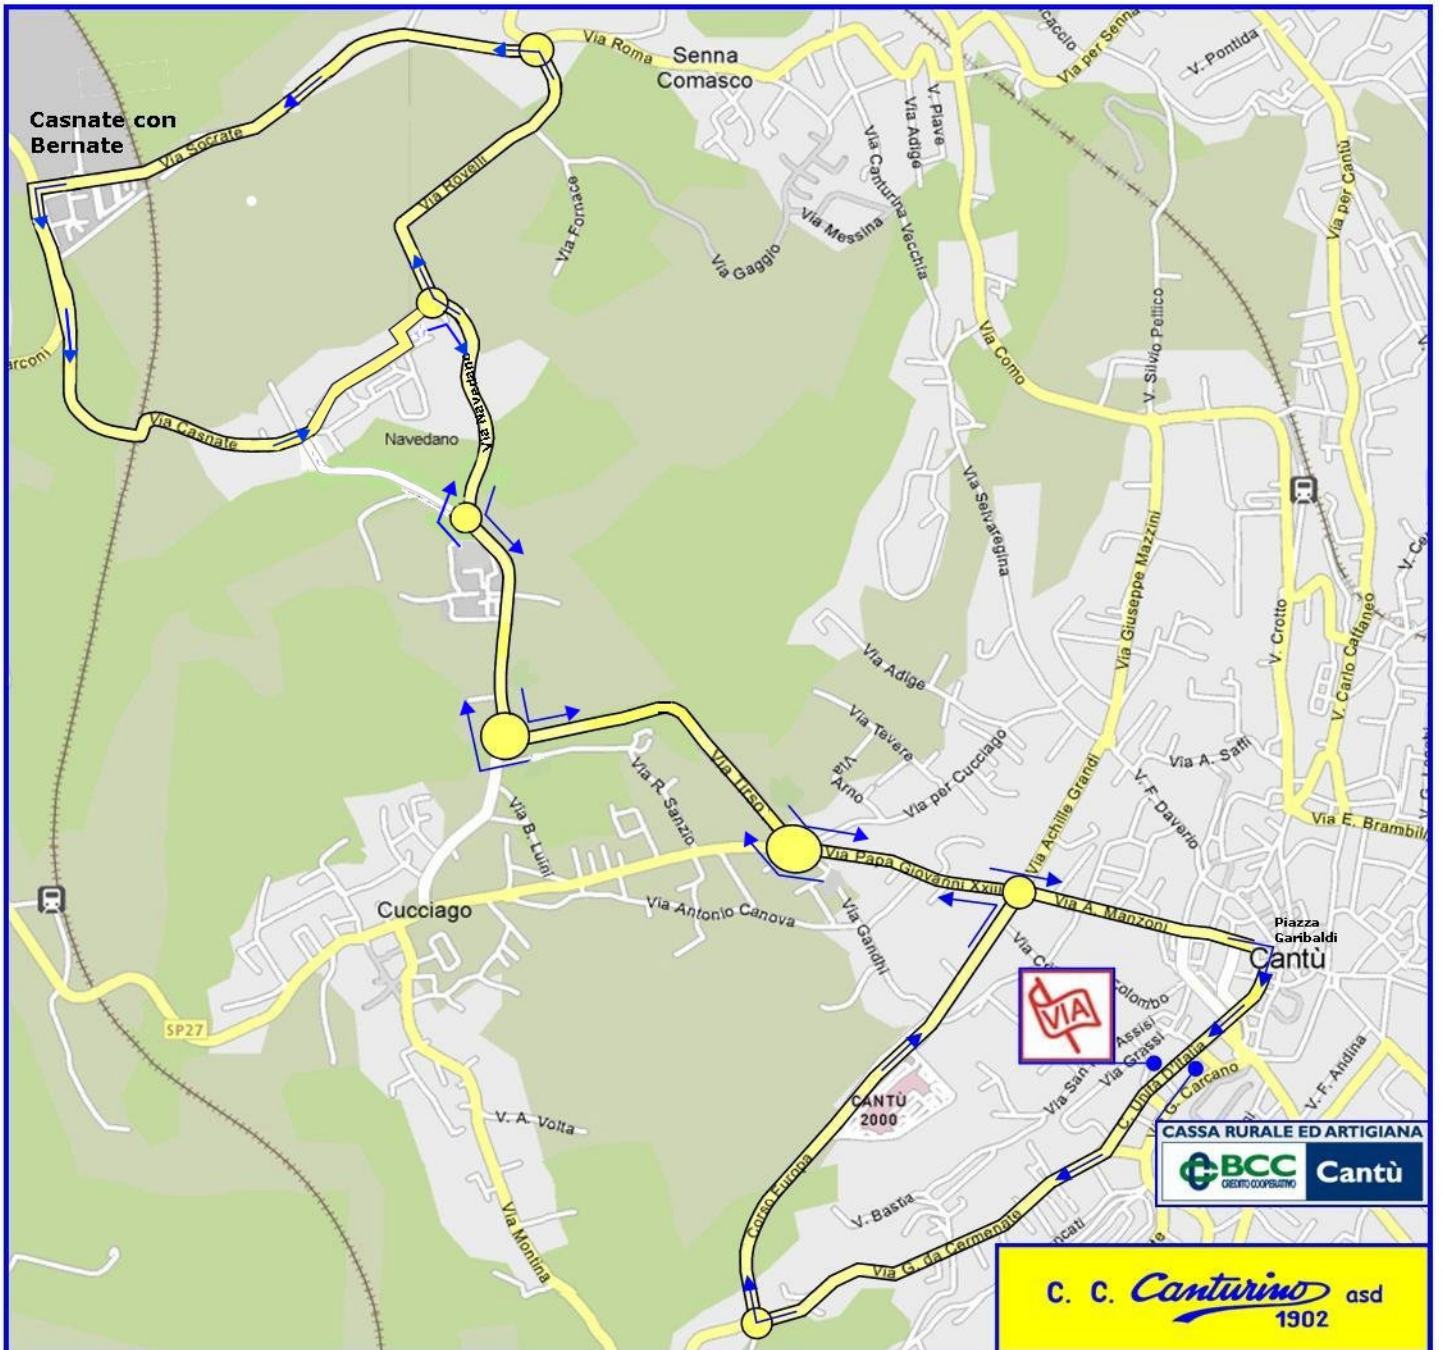 Via Roma
Senna
Comasco
Via per Senna
V. Pontida
Casnate con
Bernate
Via Socrate
Via Rovelli
Via Fornace
Via Gaggio
Via Messina
Via Canturina Vecchia
Via Adige
V. Piave
Via per Cantù
V. Silvio Pellico
Via Como
arconi
Via Casnate
Navedano
Via Navedano
Via Selvaregina
Via Giuseppe Mazzini
V. Crotto
V. Carlo Cattaneo
Via Adige
Via Tevere
Via
Arno
Via per Cucciago
Via A. Saffi
V. F. Daverio
Via Achille Grandi
Via E. Brambill
Via Tirso
Via R. Sanzio
Via B. Luini
Via Papa Giovanni Xxiii
Via A. Manzoni
Cucciago
Via Antonio Canova
Via Gandhi
Piazza
Garibaldi
Cantù
SP27
VIA
Colombo
Assisi
Via Grassi
Via San
C. Unità D'Italia
G. Carcano
V. F. Andina
CANTÙ
2000
V. A. Volta
Via Montina
Corso Europa
V. Bastia
Via G. da Cermenate
CASSA RURALE ED ARTIGIANA
BCC
CREDITO COOPERATIVO
Cantù
C. C. Canturino asd
1902